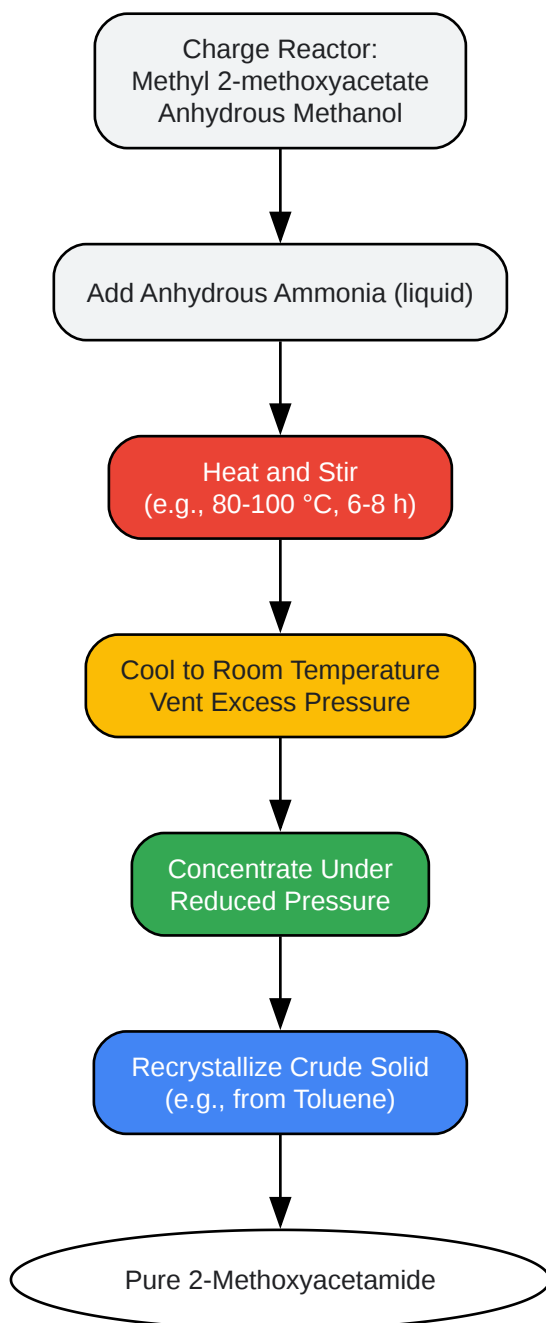 Charge Reactor:
Methyl 2-methoxyacetate
Anhydrous Methanol
Add Anhydrous Ammonia (liquid)
Heat and Stir
(e.g., 80-100 °C, 6-8 h)
Cool to Room Temperature
Vent Excess Pressure
Concentrate Under
Reduced Pressure
Recrystallize Crude Solid
(e.g., from Toluene)
Pure 2-Methoxyacetamide